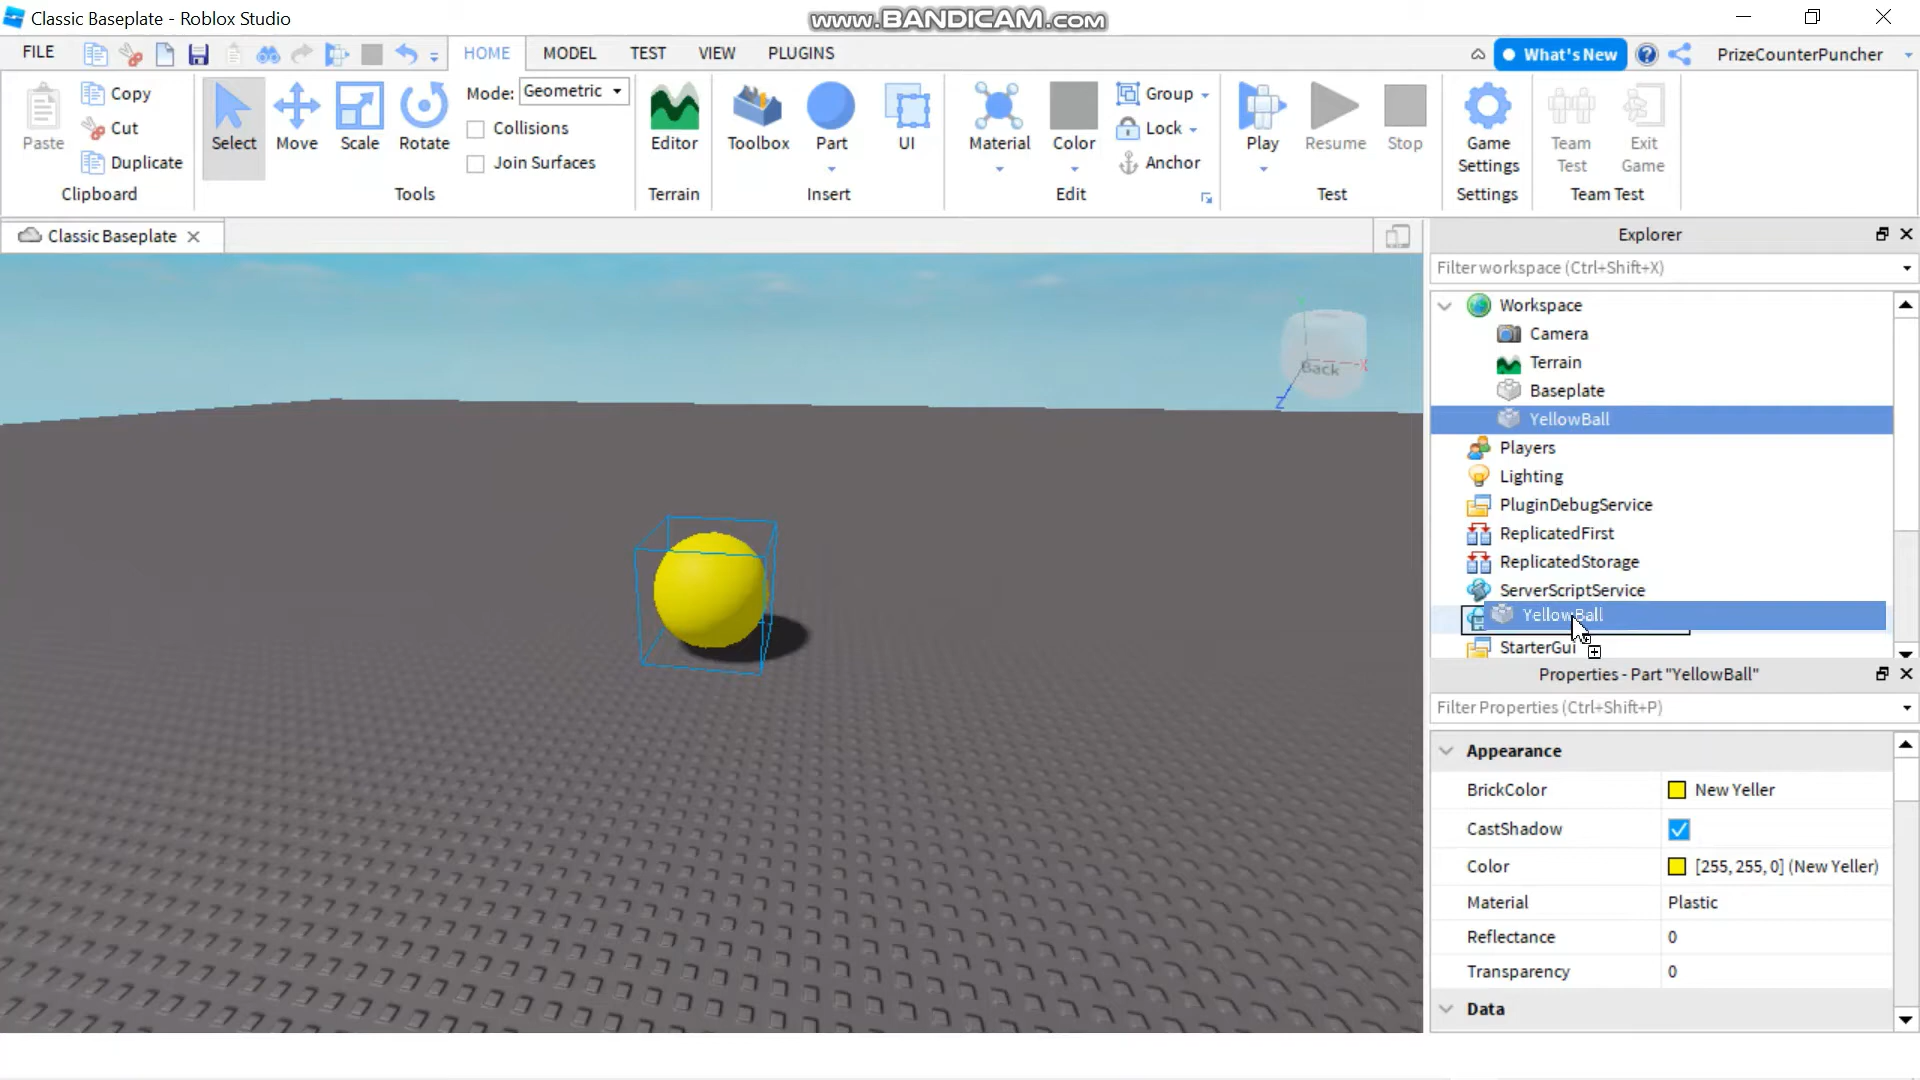 Classic Baseplate - Roblox Studio
WWW.BANDICAM.COM
FILE
HOME
MODEL
TEST
VIEW
PLUGINS
What's New
PrizeCounterPuncher
Paste
Copy
Cut
Duplicate
Clipboard
Select
Move
Scale
Rotate
Mode: Geometric
Collisions
Join Surfaces
Tools
Editor
Terrain
Toolbox
Part
UI
Insert
Material
Color
Group
Lock
Anchor
Edit
Play
Resume
Stop
Test
Game
Settings
Settings
Team
Test
Exit
Game
Team Test
Classic Baseplate
Back
X
Z
Explorer
Filter workspace (Ctrl+Shift+X)
Workspace
Camera
Terrain
Baseplate
YellowBall
Players
Lighting
PluginDebugService
ReplicatedFirst
ReplicatedStorage
ServerScriptService
YellowBall
StarterGui
Properties - Part "YellowBall"
Filter Properties (Ctrl+Shift+P)
Appearance
BrickColor New Yeller
CastShadow
Color [255, 255, 0] (New Yeller)
Material Plastic
Reflectance 0
Transparency 0
Data